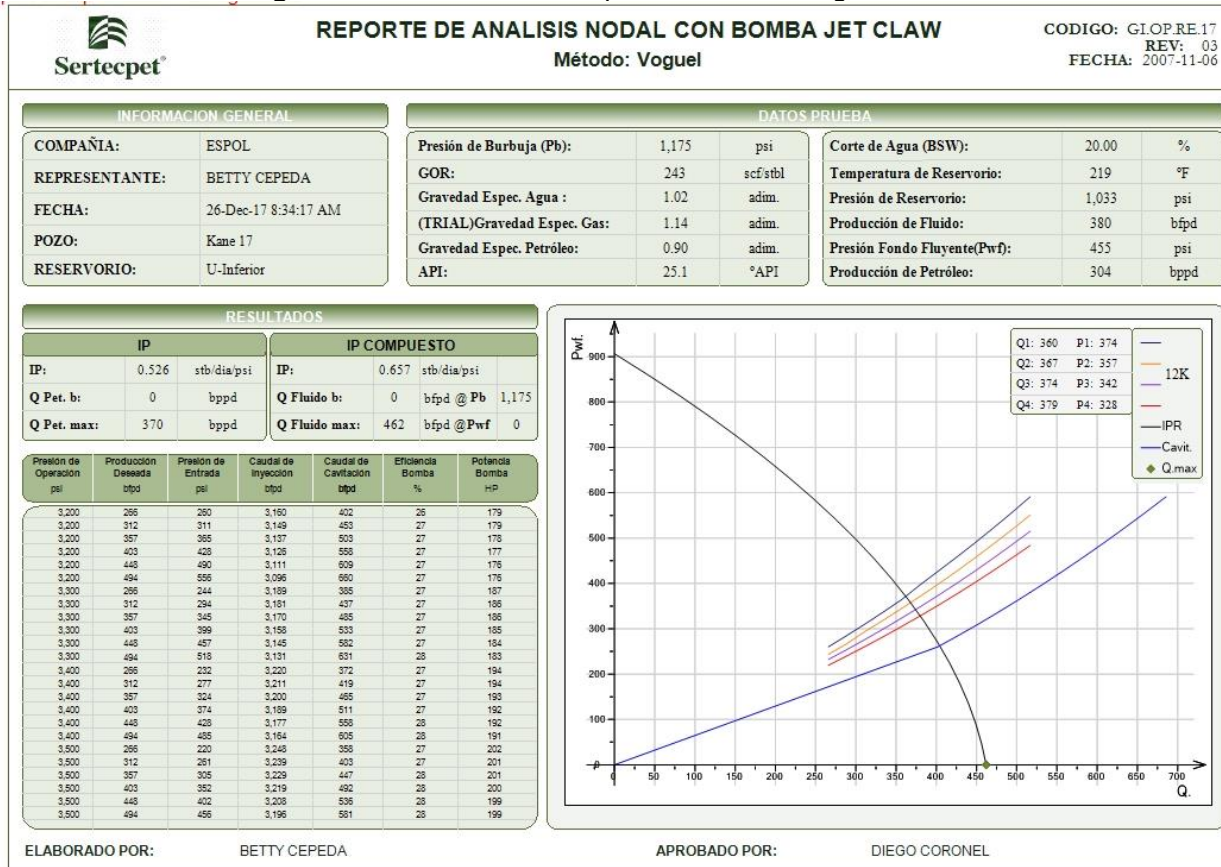 Sertecpet®
REPORTE DE ANALISIS NODAL CON BOMBA JET CLAW
Método: Voguel
CODIGO: GI.OP.RE.17
REV: 03
FECHA: 2007-11-06
INFORMACION GENERAL
COMPAÑIA: ESPOL
REPRESENTANTE: BETTY CEPEDA
FECHA: 26-Dec-17 8:34:17 AM
POZO: Kane 17
RESERVORIO: U-Inferior
DATOS PRUEBA
Presión de Burbuja (Pb): 1,175 psi
GOR: 243 scf/stbl
Gravedad Espec. Agua : 1.02 adim.
(TRIAL)Gravedad Espec. Gas: 1.14 adim.
Gravedad Espec. Petróleo: 0.90 adim.
API: 25.1 °API
Corte de Agua (BSW): 20.00 %
Temperatura de Reservorio: 219 °F
Presión de Reservorio: 1,033 psi
Producción de Fluido: 380 bfpd
Presión Fondo Fluyente(Pwf): 455 psi
Producción de Petróleo: 304 bppd
RESULTADOS
IP
IP: 0.526 stb/dia/psi
Q Pet. b: 0 bppd
Q Pet. max: 370 bppd
IP COMPUESTO
IP: 0.657 stb/dia/psi
Q Fluido b: 0 bfpd @ Pb 1,175
Q Fluido max: 462 bfpd @Pwf 0
Presión de Operación psi Producción Deseada bfpd Presión de Entrada psi Caudal de Inyección bfpd Caudal de Cavitación bfpd Eficiencia Bomba % Potencia Bomba HP
3,200 266 260 3,160 402 26 179
3,200 312 311 3,149 453 27 179
3,200 357 365 3,137 503 27 178
3,200 403 428 3,126 558 27 177
3,200 448 490 3,111 609 27 176
3,200 494 556 3,096 660 27 176
3,300 266 244 3,189 385 27 187
3,300 312 294 3,181 437 27 186
3,300 357 345 3,170 485 27 186
3,300 403 399 3,158 533 27 185
3,300 448 457 3,145 582 27 184
3,300 494 518 3,131 631 28 183
3,400 266 232 3,220 372 27 194
3,400 312 277 3,211 419 27 194
3,400 357 324 3,200 465 27 193
3,400 403 374 3,189 511 27 192
3,400 448 428 3,177 558 28 192
3,400 494 485 3,164 605 28 191
3,500 266 220 3,248 358 27 202
3,500 312 261 3,239 403 27 201
3,500 357 305 3,229 447 28 201
3,500 403 352 3,219 492 28 200
3,500 448 402 3,208 536 28 199
3,500 494 456 3,196 581 28 199
Pwf.
900
800
700
600
500
400
300
200
100
0
0 50 100 150 200 250 300 350 400 450 500 550 600 650 700
Q.
Q1: 360 P1: 374
Q2: 367 P2: 357
Q3: 374 P3: 342
Q4: 379 P4: 328
12K
IPR
Cavit.
Q.max
ELABORADO POR: BETTY CEPEDA
APROBADO POR: DIEGO CORONEL